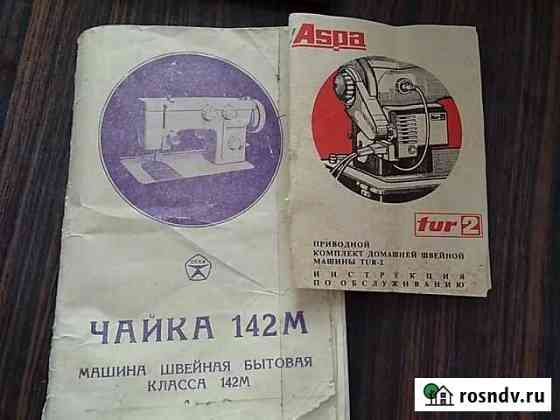 ЧАЙКА 142М
МАШИНА ШВЕЙНАЯ БЫТОВАЯ
КЛАССА 142М
Aspa
tur 2
ПРИВОДНОЙ
КОМПЛЕКТ ДОМАШНЕЙ ШВЕЙНОЙ
МАШИНЫ TUR-2
ИНСТРУКЦИЯ
ПО ОБСЛУЖИВАНИЮ
rosndv.ru